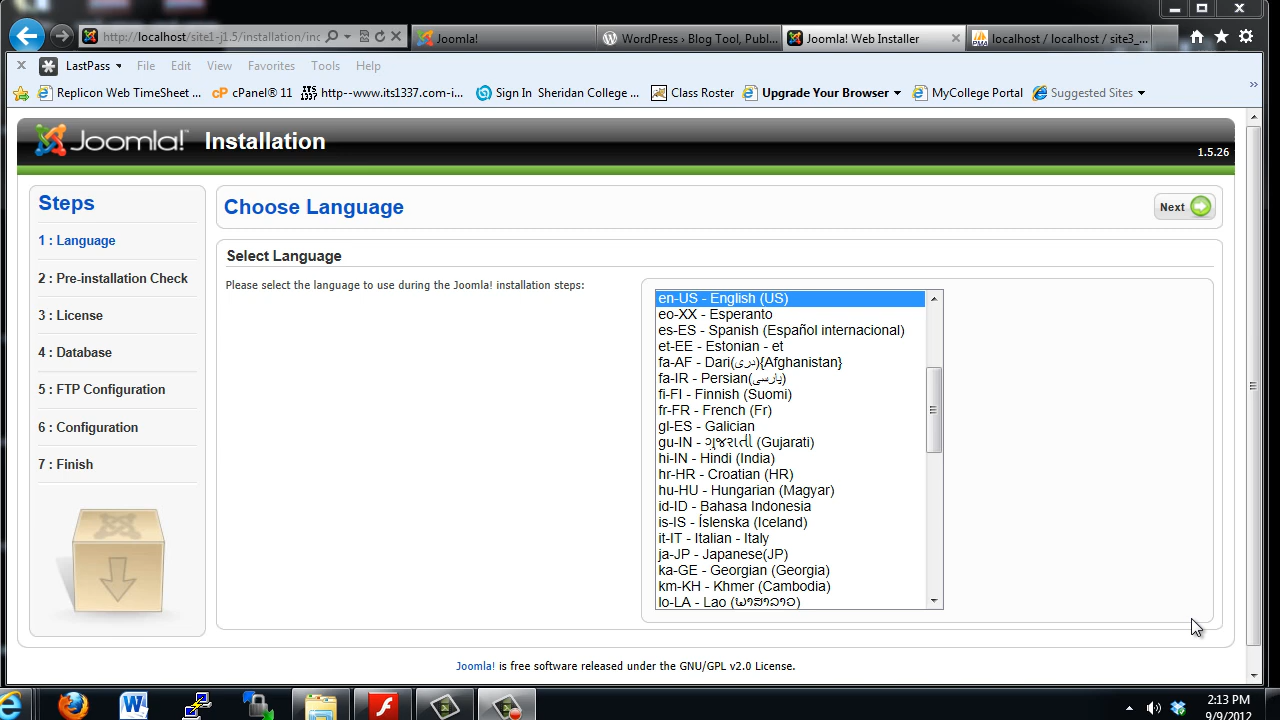 http://localhost/site1-j1.5/installation/inc
Joomla!
WordPress › Blog Tool, Publ...
Joomla! Web Installer
localhost / localhost / site3_...
LastPass
File
Edit
View
Favorites
Tools
Help
Replicon Web TimeSheet ...
cPanel® 11
http--www.its1337.com-i...
Sign In Sheridan College ...
Class Roster
Upgrade Your Browser
MyCollege Portal
Suggested Sites
Joomla! Installation
1.5.26
Steps
1 : Language
2 : Pre-installation Check
3 : License
4 : Database
5 : FTP Configuration
6 : Configuration
7 : Finish
Choose Language
Next
Select Language
Please select the language to use during the Joomla! installation steps:
en-US - English (US)
eo-XX - Esperanto
es-ES - Spanish (Español internacional)
et-EE - Estonian - et
fa-AF - Dari(دری){Afghanistan}
fa-IR - Persian(پارسی)
fi-FI - Finnish (Suomi)
fr-FR - French (Fr)
gl-ES - Galician
gu-IN - ગુજરાતી (Gujarati)
hi-IN - Hindi (India)
hr-HR - Croatian (HR)
hu-HU - Hungarian (Magyar)
id-ID - Bahasa Indonesia
is-IS - Íslenska (Iceland)
it-IT - Italian - Italy
ja-JP - Japanese(JP)
ka-GE - Georgian (Georgia)
km-KH - Khmer (Cambodia)
lo-LA - Lao (ພາສາລາວ)
Joomla! is free software released under the GNU/GPL v2.0 License.
2:13 PM
9/9/2012